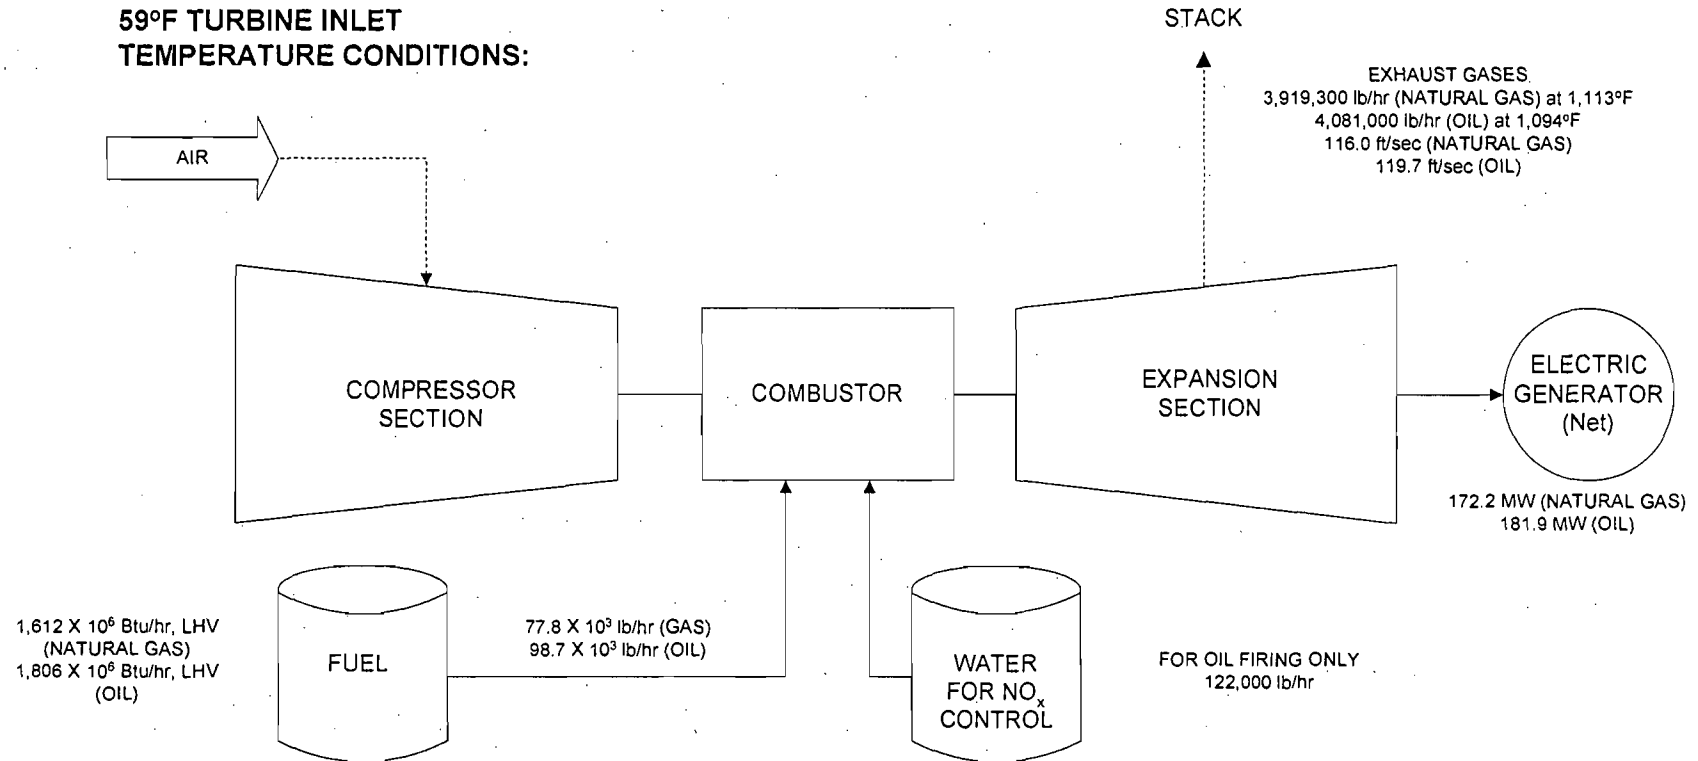 59ºF TURBINE INLET
TEMPERATURE CONDITIONS:
STACK
EXHAUST GASES
3,919,300 lb/hr (NATURAL GAS) at 1,113ºF
4,081,000 lb/hr (OIL) at 1,094ºF
116.0 ft/sec (NATURAL GAS)
119.7 ft/sec (OIL)
AIR
COMPRESSOR
SECTION
COMBUSTOR
EXPANSION
SECTION
ELECTRIC
GENERATOR
(Net)
172.2 MW (NATURAL GAS)
181.9 MW (OIL)
1,612 X 10⁶ Btu/hr, LHV
(NATURAL GAS)
1,806 X 10⁶ Btu/hr, LHV
(OIL)
FUEL
77.8 X 10³ lb/hr (GAS)
98.7 X 10³ lb/hr (OIL)
WATER
FOR NOₓ
CONTROL
FOR OIL FIRING ONLY
122,000 lb/hr